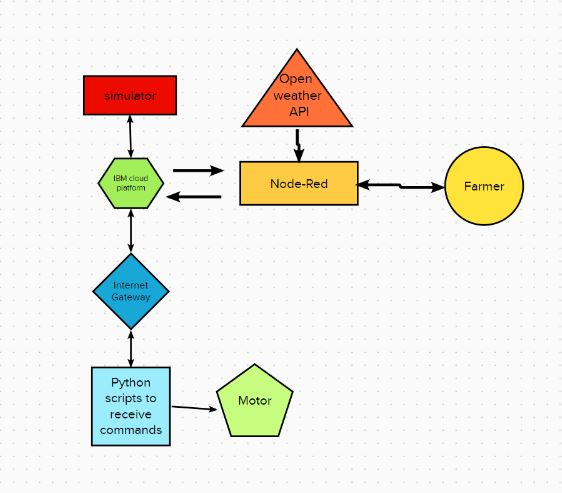 Open
weather
API
simulator
IBM cloud
platform
Node-Red
Farmer
Internet
Gateway
Python
scripts to
receive
commands
Motor